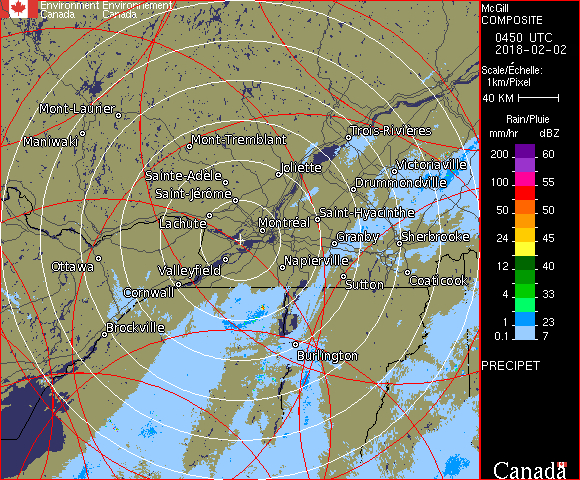 Environment Environnement
Canada Canada
McGill
COMPOSITE
0450 UTC
2018-02-02
Scale/Échelle:
1km/Pixel
40 KM
Rain/Pluie
mm/hr dBZ
200 60
100 55
50 50
24 45
12 40
4 33
1 23
0.1 7
PRECIPET
Canada
Mont-Laurier
Maniwaki
Mont-Tremblant
Trois-Rivières
Sainte-Adèle
Joliette
Victoriaville
Saint-Jérôme
Drummondville
Lachute
Montréal
Saint-Hyacinthe
Granby
Sherbrooke
Ottawa
Valleyfield
Napierville
Cornwall
Sutton
Coaticook
Brockville
Burlington